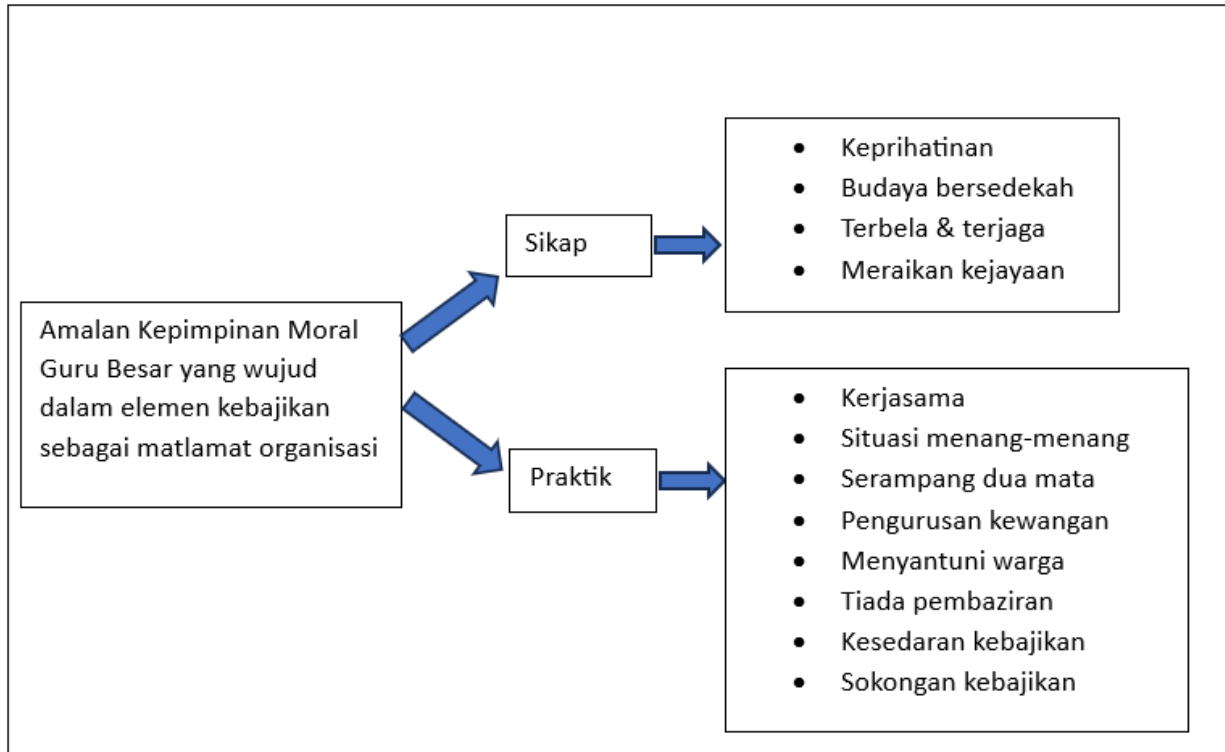 Amalan Kepimpinan Moral
Guru Besar yang wujud
dalam elemen kebajikan
sebagai matlamat organisasi
Sikap
• Keprihatinan
• Budaya bersedekah
• Terbela & terjaga
• Meraikan kejayaan
Praktik
• Kerjasama
• Situasi menang-menang
• Serampang dua mata
• Pengurusan kewangan
• Menyantuni warga
• Tiada pembaziran
• Kesedaran kebajikan
• Sokongan kebajikan